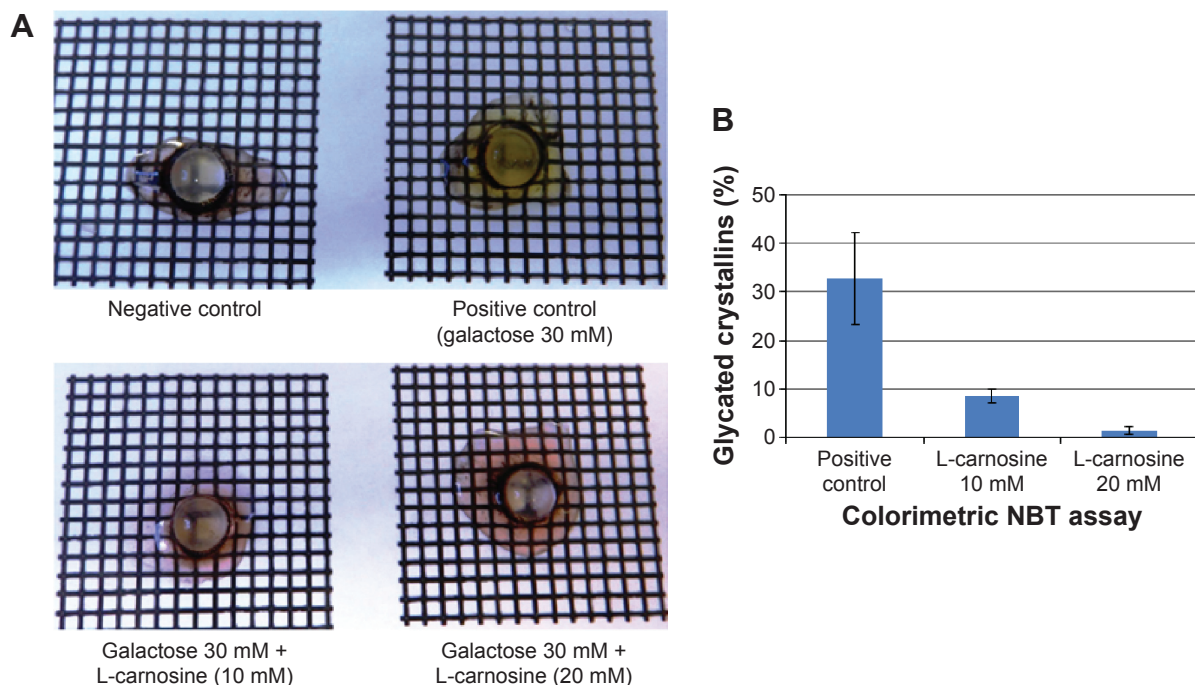 A
Negative control
Positive control
(galactose 30 mM)
Galactose 30 mM +
L-carnosine (10 mM)
Galactose 30 mM +
L-carnosine (20 mM)
B
Glycated crystallins (%)
50
40
30
20
10
0
Positive
control
L-carnosine
10 mM
L-carnosine
20 mM
Colorimetric NBT assay